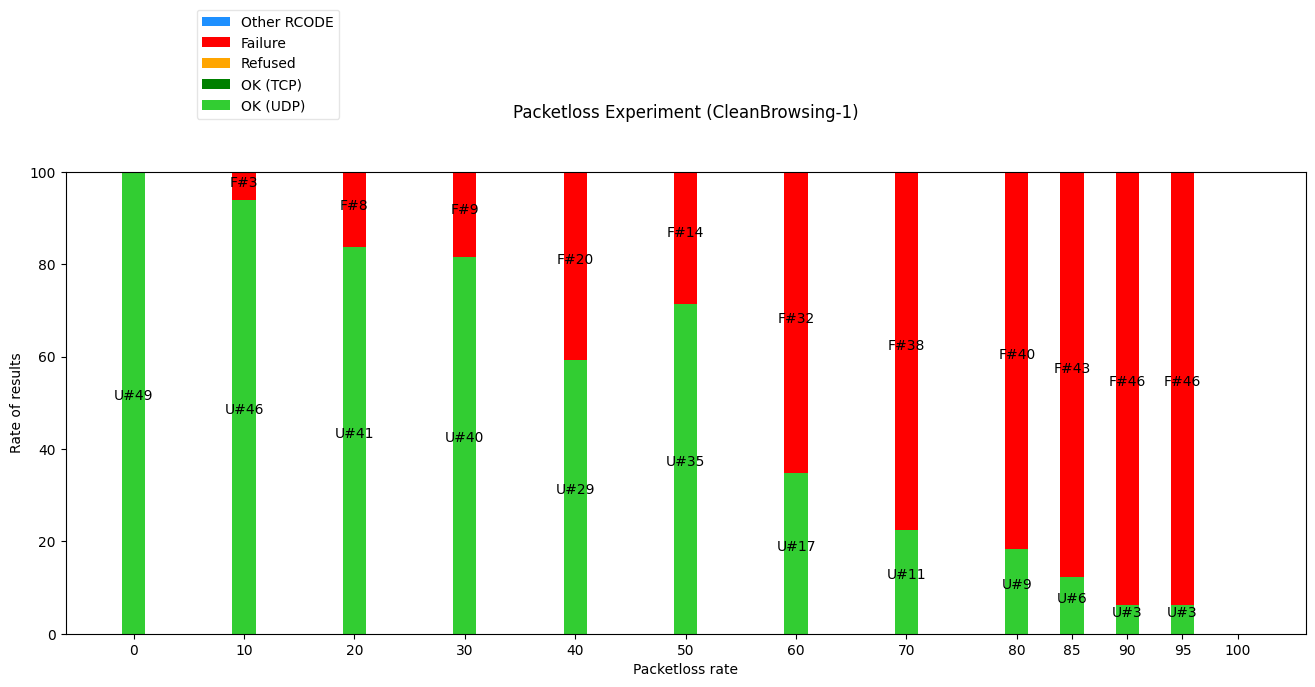 Other RCODE
Failure
Refused
OK (TCP)
OK (UDP)
Packetloss Experiment (CleanBrowsing-1)
Rate of results
100
80
60
40
20
0
U#49
F#3
U#46
F#8
U#41
F#9
U#40
F#20
U#29
F#14
U#35
F#32
U#17
F#38
U#11
F#40
U#9
F#43
U#6
F#46
U#3
F#46
U#3
0 10 20 30 40 50 60 70 80 85 90 95 100
Packetloss rate